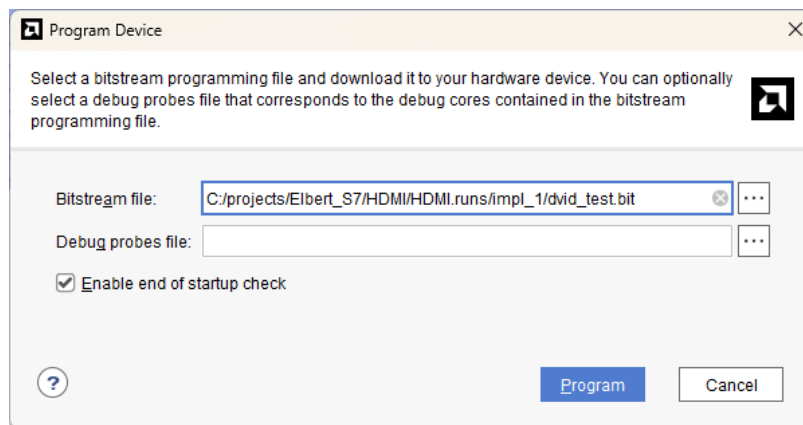 Program Device
Select a bitstream programming file and download it to your hardware device. You can optionally
select a debug probes file that corresponds to the debug cores contained in the bitstream
programming file.
Bitstream file: C:/projects/Elbert_S7/HDMI/HDMI.runs/impl_1/dvid_test.bit ...
Debug probes file: ...
Enable end of startup check
? Program Cancel